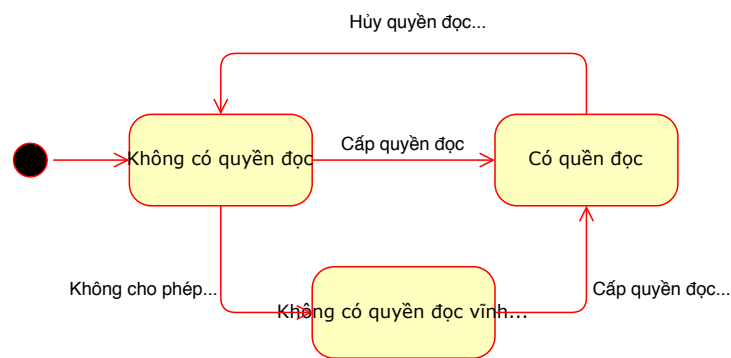 Hủy quyền đọc...
Không có quyền đọc
Cấp quyền đọc
Có quền đọc
Không cho phép...
Không có quyền đọc vĩnh...
Cấp quyền đọc...